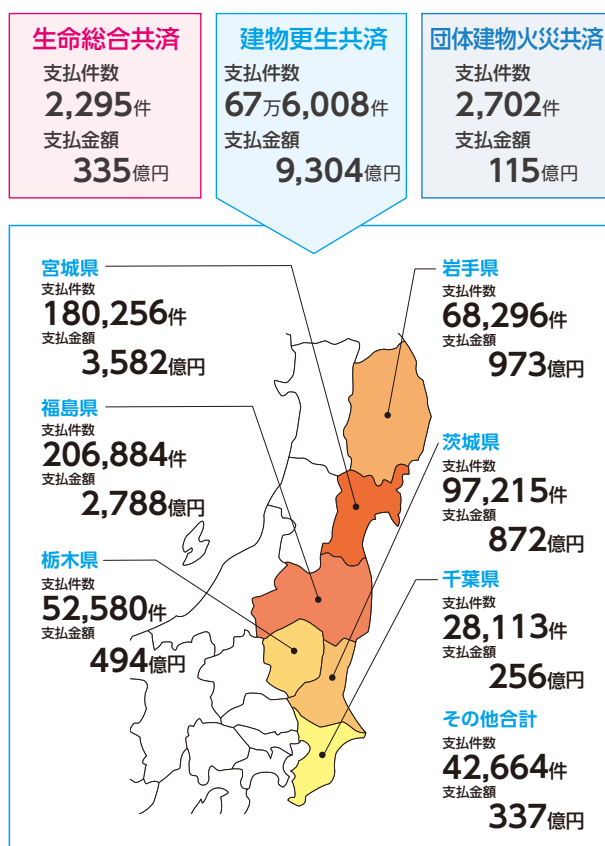 生命総合共済
支払件数
2,295件
支払金額
335億円
建物更生共済
支払件数
67万6,008件
支払金額
9,304億円
団体建物火災共済
支払件数
2,702件
支払金額
115億円
宮城県
支払件数
180,256件
支払金額
3,582億円
福島県
支払件数
206,884件
支払金額
2,788億円
栃木県
支払件数
52,580件
支払金額
494億円
岩手県
支払件数
68,296件
支払金額
973億円
茨城県
支払件数
97,215件
支払金額
872億円
千葉県
支払件数
28,113件
支払金額
256億円
その他合計
支払件数
42,664件
支払金額
337億円